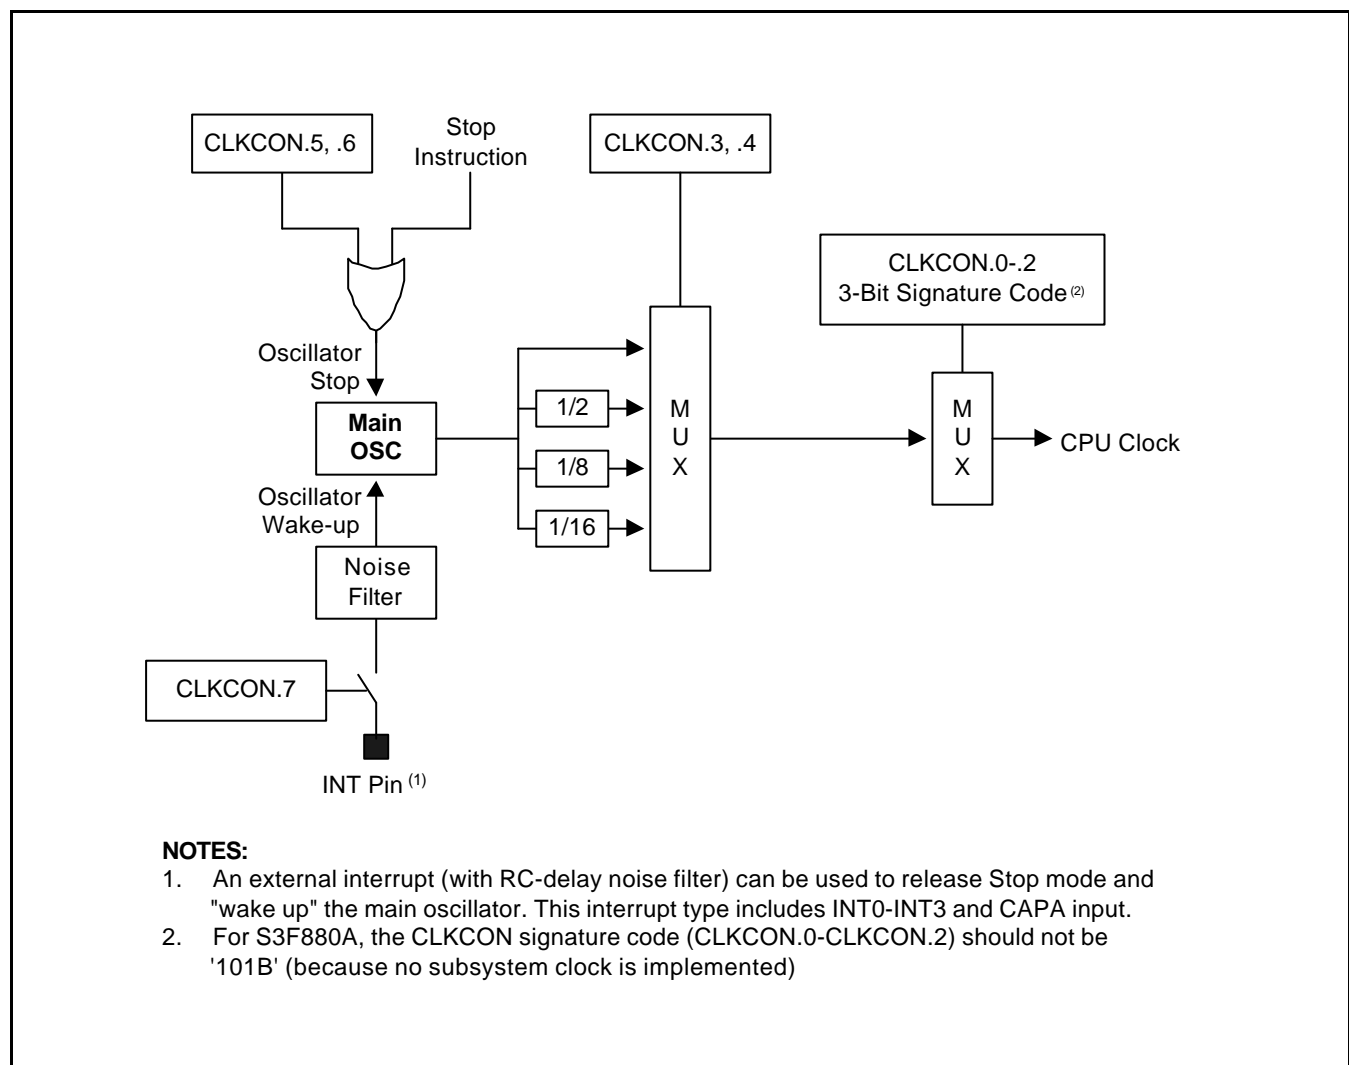 CLKCON.5, .6
Stop
Instruction
CLKCON.3, .4
CLKCON.0-.2
3-Bit Signature Code (2)
Oscillator
Stop
Main
OSC
1/2
1/8
1/16
M
U
X
M
U
X
CPU Clock
Oscillator
Wake-up
Noise
Filter
CLKCON.7
INT Pin (1)
NOTES:
1. An external interrupt (with RC-delay noise filter) can be used to release Stop mode and
"wake up" the main oscillator. This interrupt type includes INT0-INT3 and CAPA input.
2. For S3F880A, the CLKCON signature code (CLKCON.0-CLKCON.2) should not be
'101B' (because no subsystem clock is implemented)